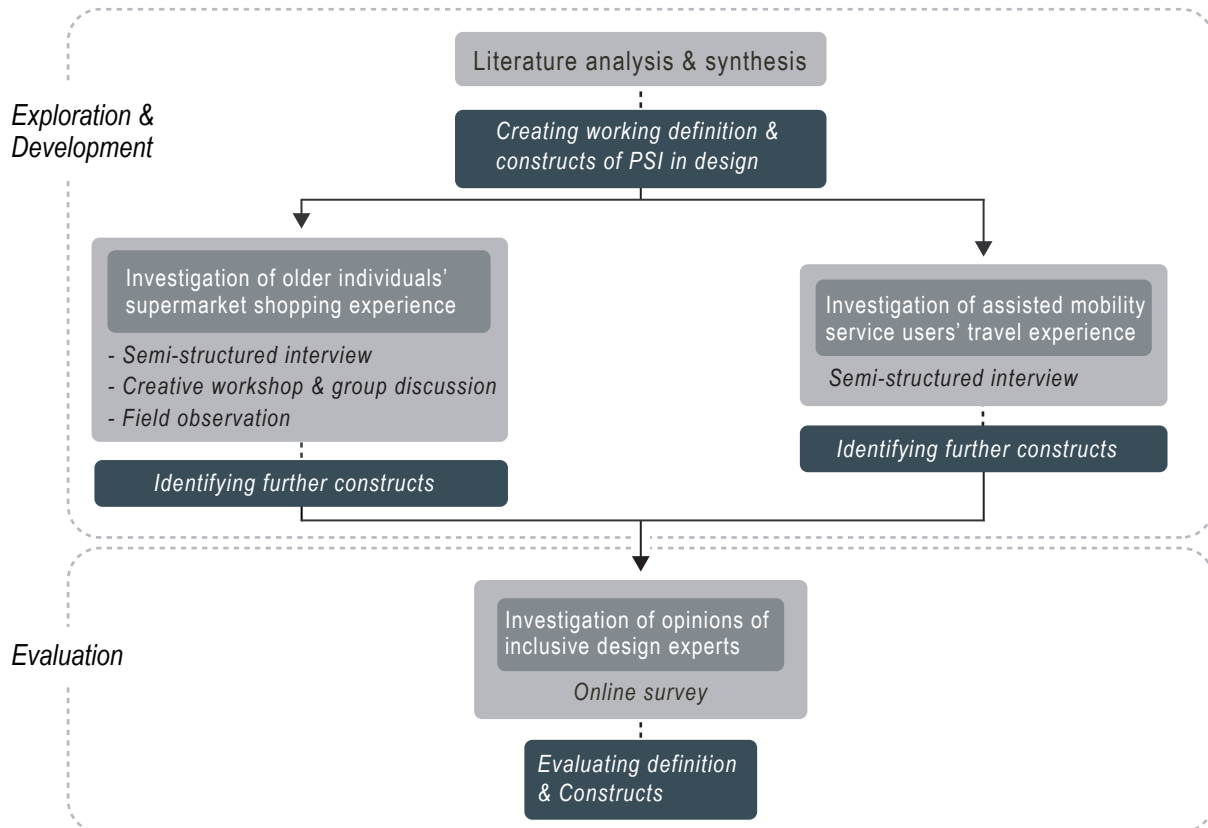 Literature analysis & synthesis
Exploration &
Development
Creating working definition &
constructs of PSI in design
Investigation of older individuals’
supermarket shopping experience
- Semi-structured interview
- Creative workshop & group discussion
- Field observation
Identifying further constructs
Investigation of assisted mobility
service users’ travel experience
Semi-structured interview
Identifying further constructs
Evaluation
Investigation of opinions of
inclusive design experts
Online survey
Evaluating definition
& Constructs